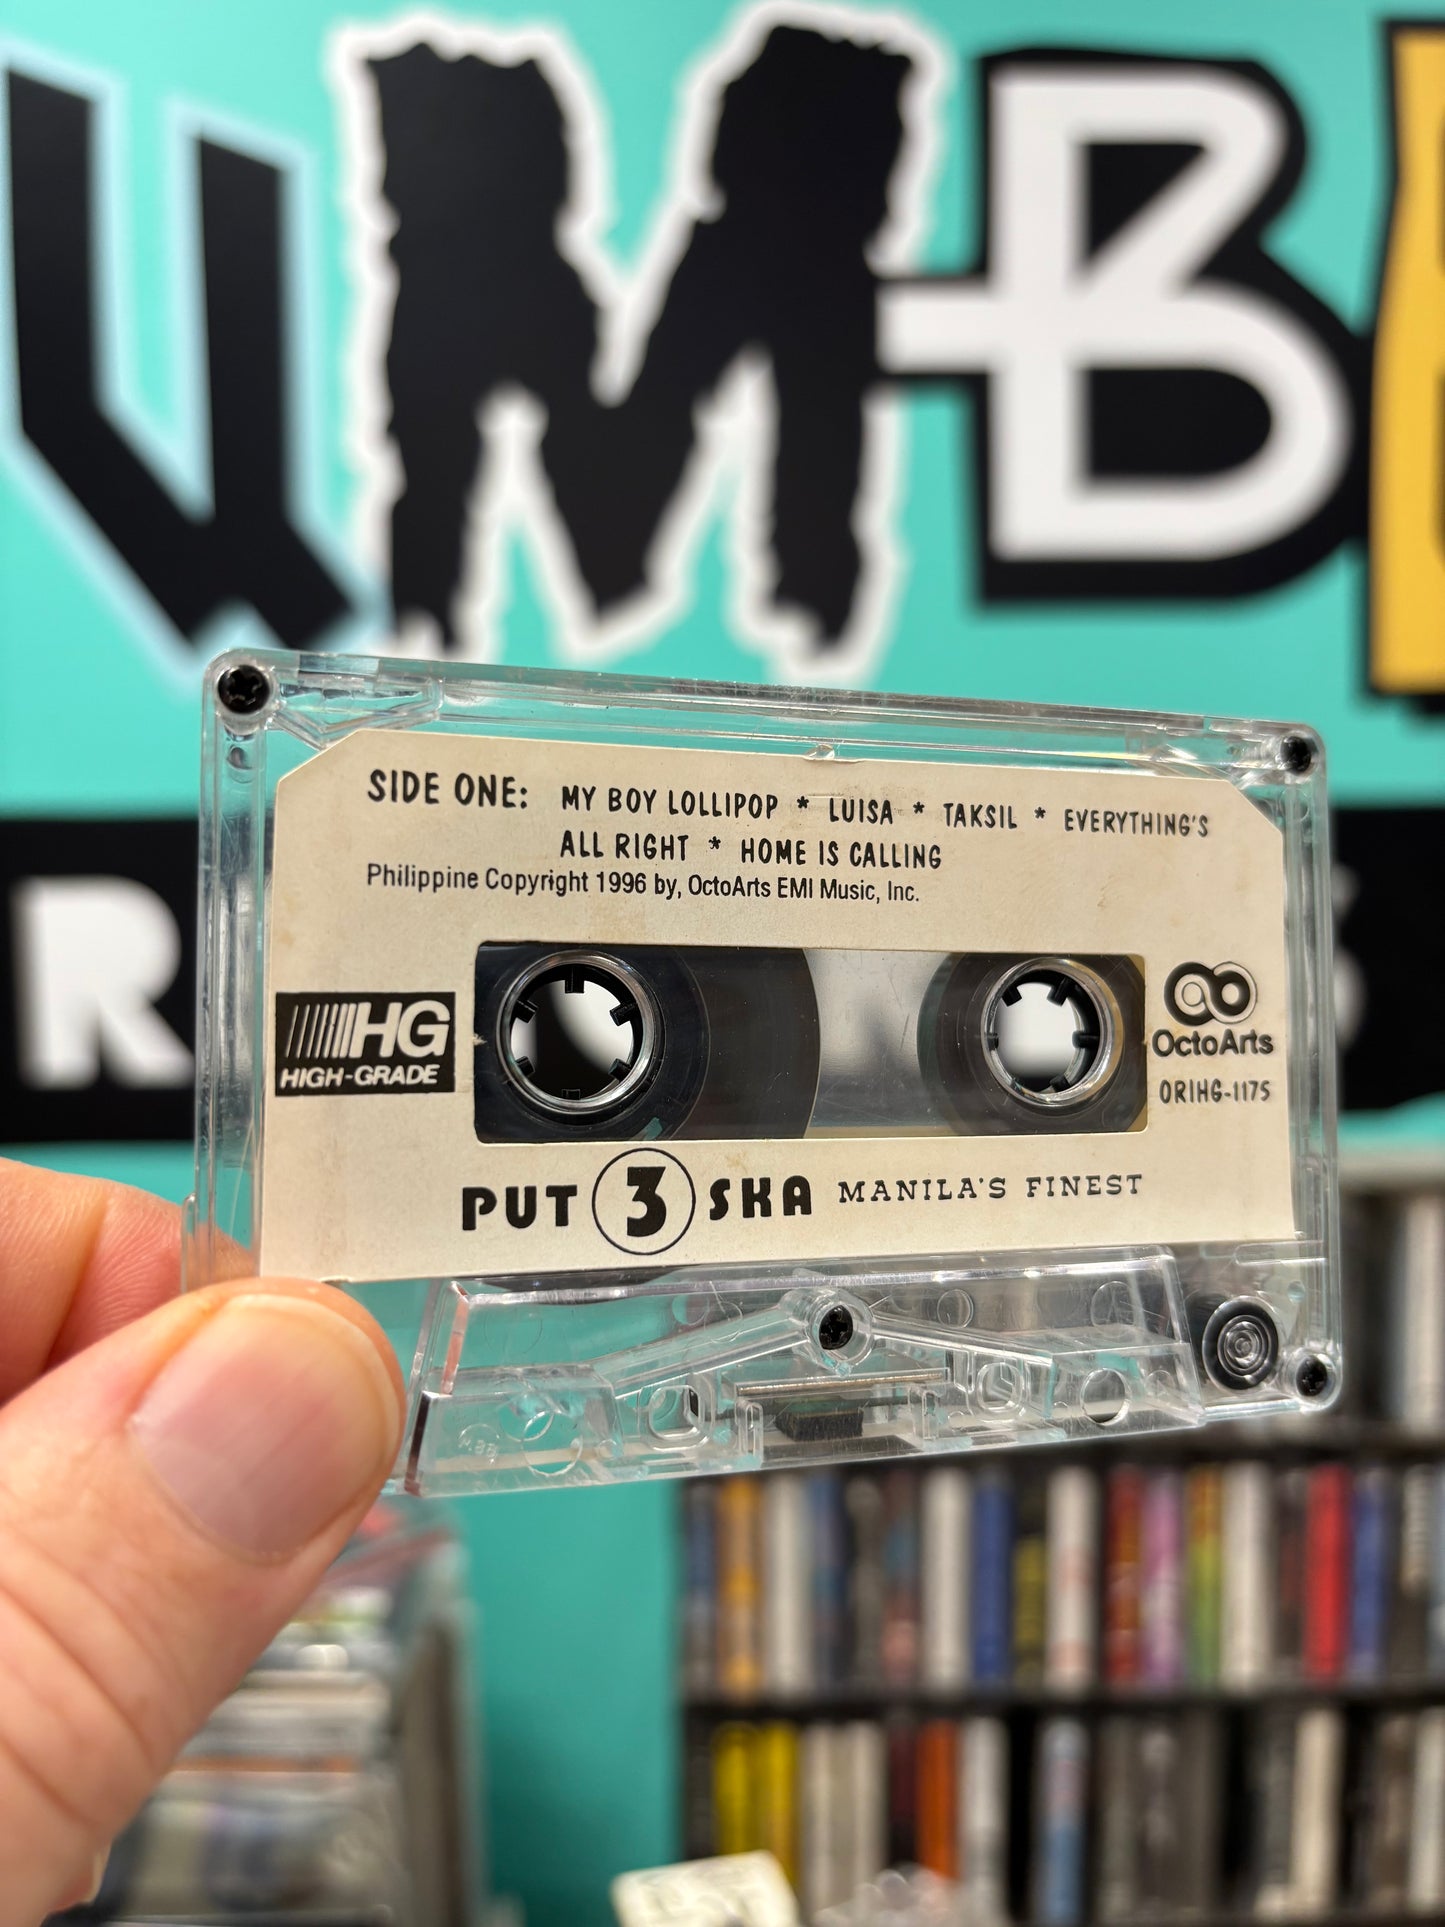 UMB
R S
SIDE ONE: MY BOY LOLLIPOP * LUISA * TAKSIL * EVERYTHING'S
ALL RIGHT * HOME IS CALLING
Philippine Copyright 1996 by, OctoArts EMI Music, Inc.
HG
HIGH-GRADE
OctoArts
ORIHG-1175
PUT 3 SKA MANILA'S FINEST